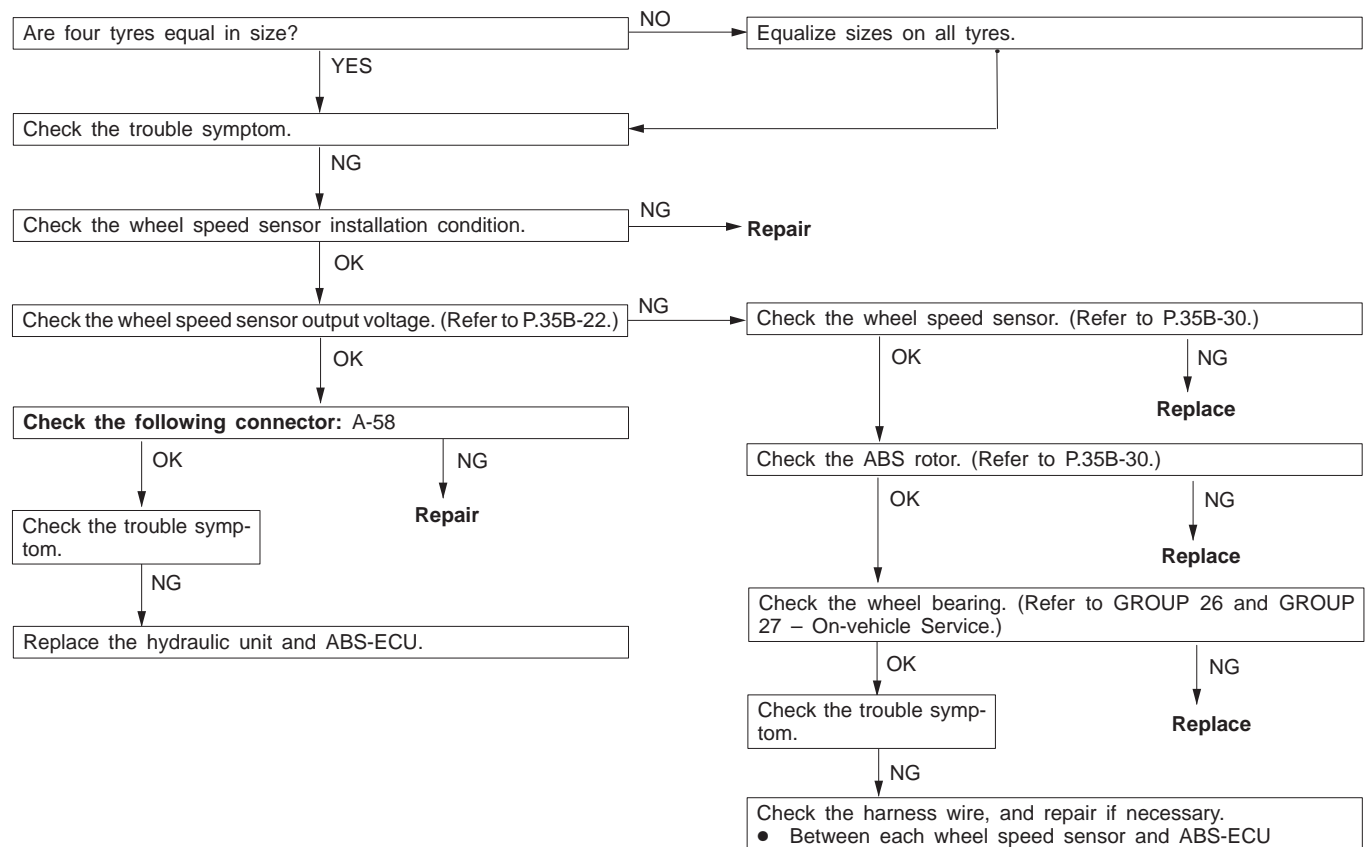 Are four tyres equal in size?
NO
Equalize sizes on all tyres.
YES
Check the trouble symptom.
NG
Check the wheel speed sensor installation condition.
NG
Repair
OK
Check the wheel speed sensor output voltage. (Refer to P.35B-22.)
NG
Check the wheel speed sensor. (Refer to P.35B-30.)
OK
OK
NG
Replace
Check the following connector: A-58
OK
NG
Repair
Check the ABS rotor. (Refer to P.35B-30.)
OK
NG
Replace
Check the trouble symp-
tom.
NG
Replace the hydraulic unit and ABS-ECU.
Check the wheel bearing. (Refer to GROUP 26 and GROUP
27 – On-vehicle Service.)
OK
NG
Replace
Check the trouble symp-
tom.
NG
Check the harness wire, and repair if necessary.
● Between each wheel speed sensor and ABS-ECU